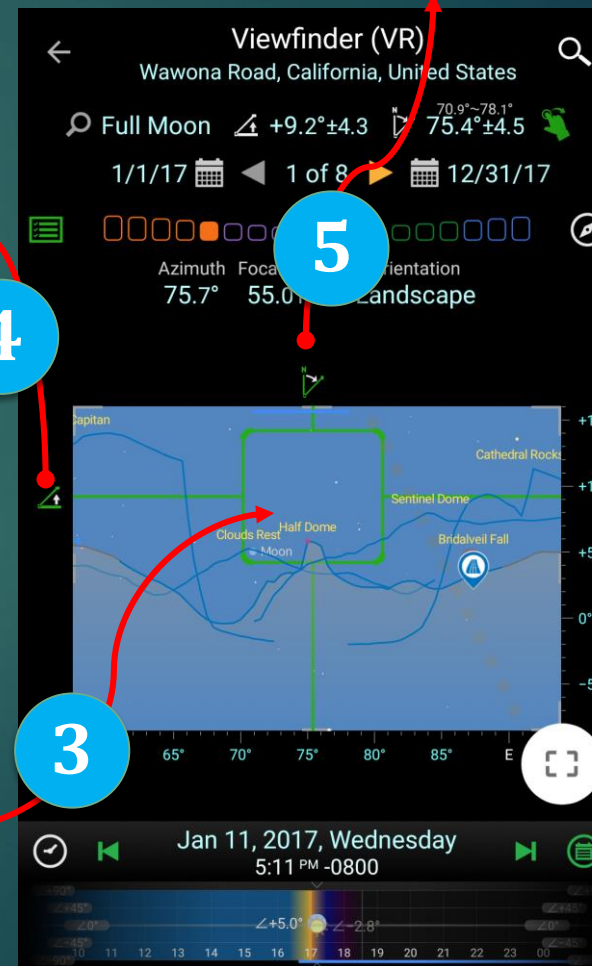 Viewfinder (VR)
Wawona Road, California, United States
70.9°~78.1°
Full Moon +9.2°±4.3 N 75.4°±4.5
1/1/17 1 of 8 12/31/17
5
Azimuth
75.7° 55.0 Landscape
4
N
Capitan
Cathedral Rocks
Sentinel Dome
Clouds Rest Half Dome
Moon
Bridalveil Fall
+5
0°
-5
3
65° 70° 75° 80° 85° E
Jan 11, 2017, Wednesday
5:11 PM -0800
∠+5.0° ∠-2.8°
10 11 12 13 14 15 16 17 18 19 20 21 22 23 00